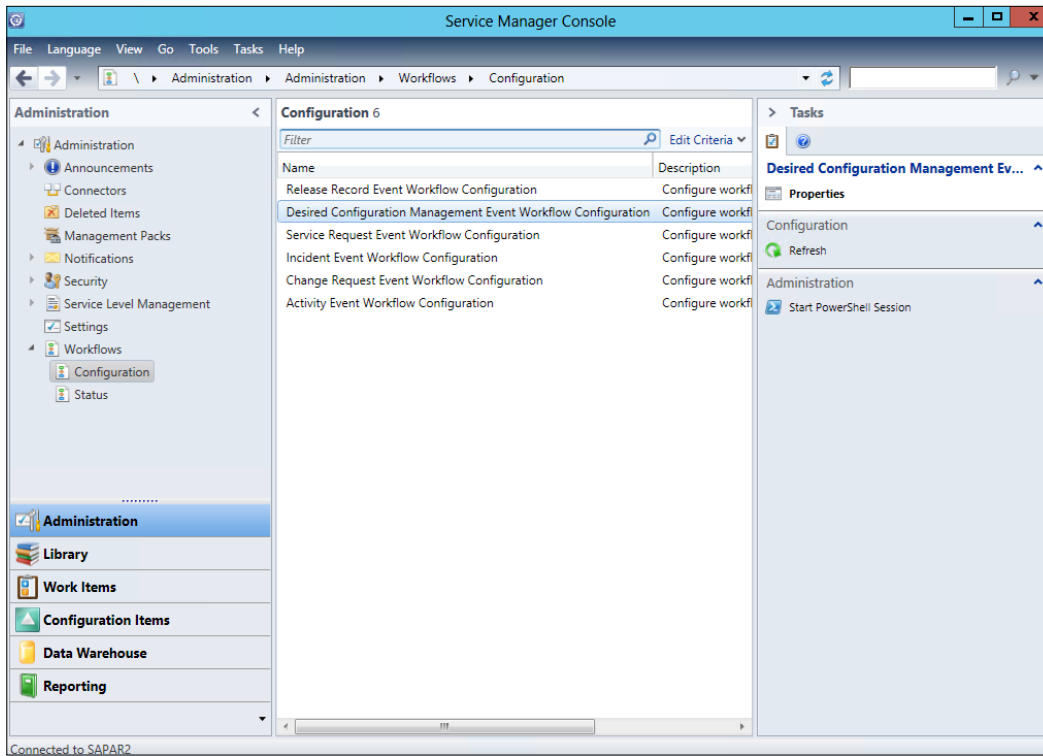 Service Manager Console
File Language View Go Tools Tasks Help
\ Administration Administration Workflows Configuration
Administration
Administration
Announcements
Connectors
Deleted Items
Management Packs
Notifications
Security
Service Level Management
Settings
Workflows
Configuration
Status
Administration
Library
Work Items
Configuration Items
Data Warehouse
Reporting
Configuration 6
Filter Edit Criteria
Name Description
Release Record Event Workflow Configuration Configure workfl
Desired Configuration Management Event Workflow Configuration Configure workfl
Service Request Event Workflow Configuration Configure workfl
Incident Event Workflow Configuration Configure workfl
Change Request Event Workflow Configuration Configure workfl
Activity Event Workflow Configuration Configure workfl
Tasks
Desired Configuration Management Ev...
Properties
Configuration
Refresh
Administration
Start PowerShell Session
Connected to SAPAR2